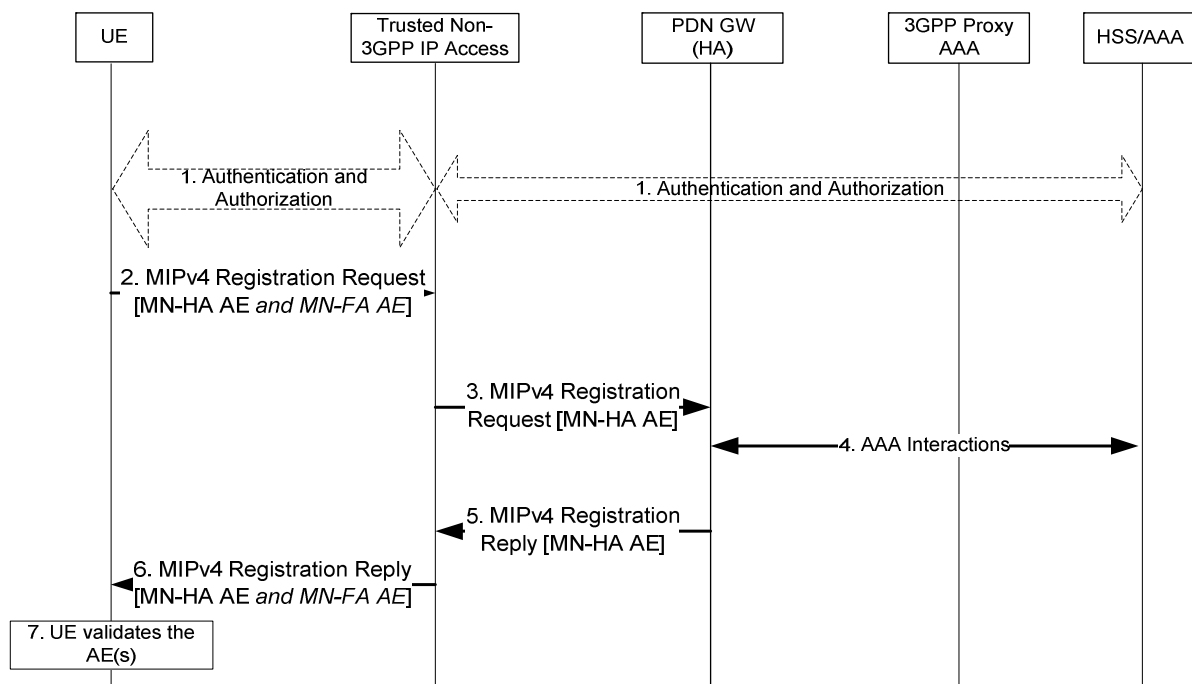 UE
Trusted Non-
3GPP IP Access
PDN GW
(HA)
3GPP Proxy
AAA
HSS/AAA
1. Authentication and
Authorization
1. Authentication and Authorization
2. MIPv4 Registration Request
[MN-HA AE and MN-FA AE]
3. MIPv4 Registration
Request [MN-HA AE]
4. AAA Interactions
5. MIPv4 Registration
Reply [MN-HA AE]
6. MIPv4 Registration Reply
[MN-HA AE and MN-FA AE]
7. UE validates the
AE(s)